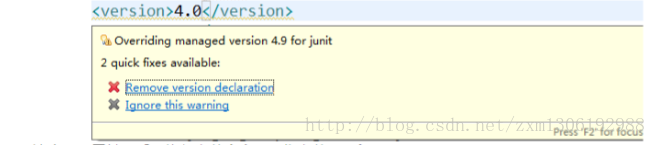 <version>4.0</version>
Overriding managed version 4.9 for junit
2 quick fixes available:
Remove version declaration
Ignore this warning
http://blog.csdn.net/zxm1306192988
Press 'F2' for focus